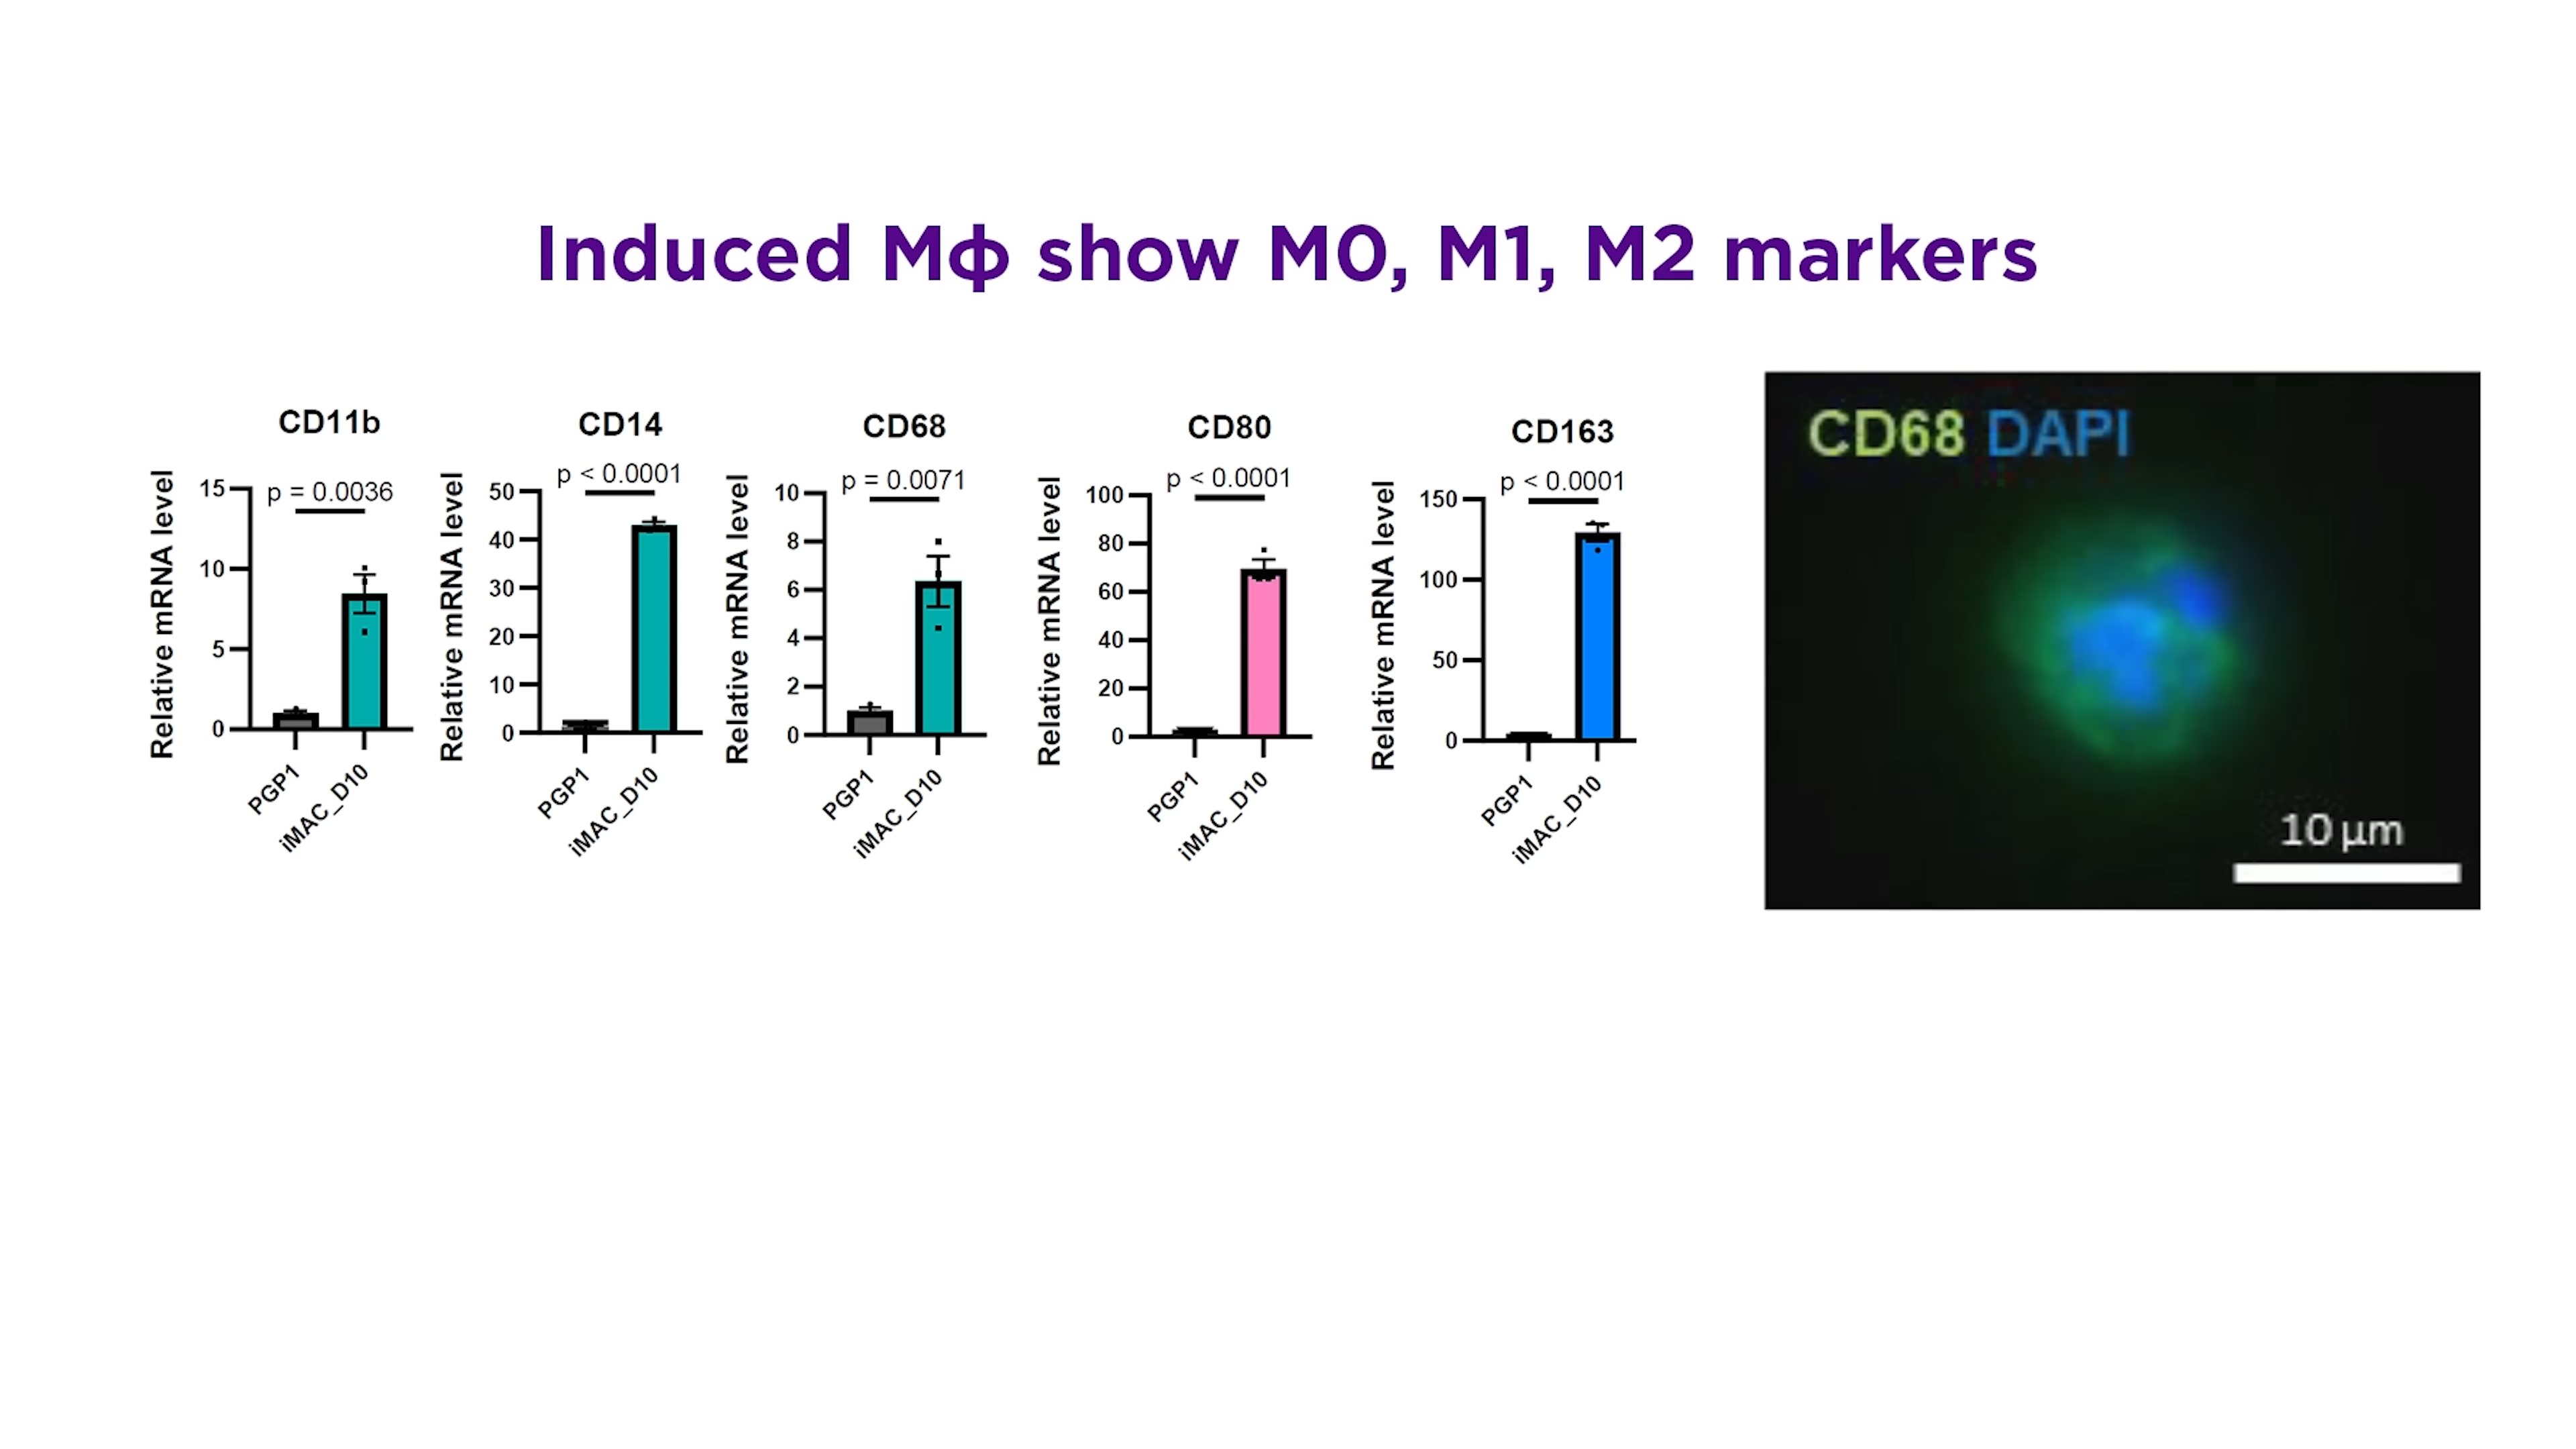 Induced Mϕ show M0, M1, M2 markers
CD11b
p = 0.0036
Relative mRNA level
15
10
5
0
PGP1
iMAC_D10
CD14
p < 0.0001
Relative mRNA level
50
40
30
20
10
0
PGP1
iMAC_D10
CD68
p = 0.0071
Relative mRNA level
10
8
6
4
2
0
PGP1
iMAC_D10
CD80
p < 0.0001
Relative mRNA level
100
80
60
40
20
0
PGP1
iMAC_D10
CD163
p < 0.0001
Relative mRNA level
150
100
50
0
PGP1
iMAC_D10
CD68 DAPI
10 µm